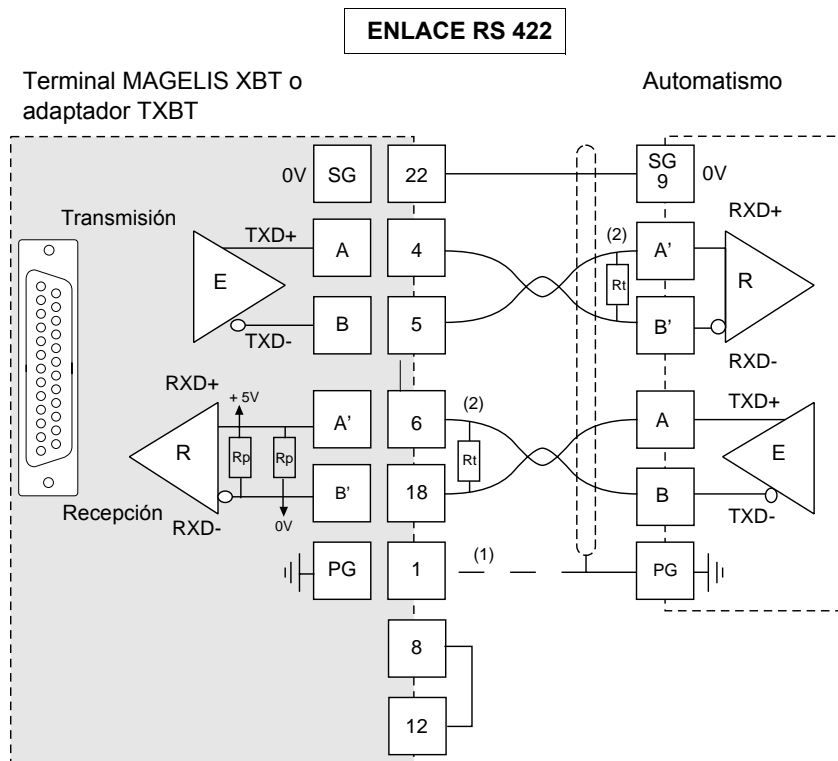 ENLACE RS 422
Terminal MAGELIS XBT o
adaptador TXBT
Automatismo
0V SG 22 SG 9 0V
Transmisión
TXD+ A 4 (2) A' RXD+
E Rt R
TXD- B 5 B' RXD-
RXD+ + 5V A' 6 (2) A TXD+
R Rp Rp Rt E
Recepción RXD- 0V B' 18 B TXD-
PG 1 (1) PG
8
12